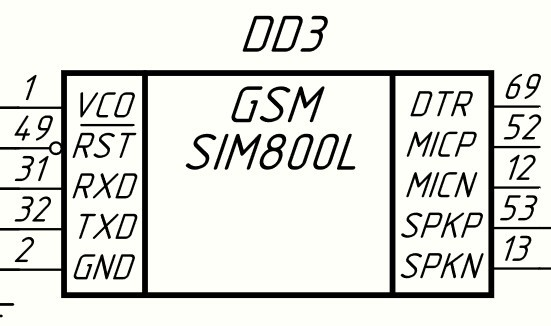 DD3
1 VCO GSM DTR 69
49 RST SIM800L MICP 52
31 RXD MICN 12
32 TXD SPKP 53
2 GND SPKN 13